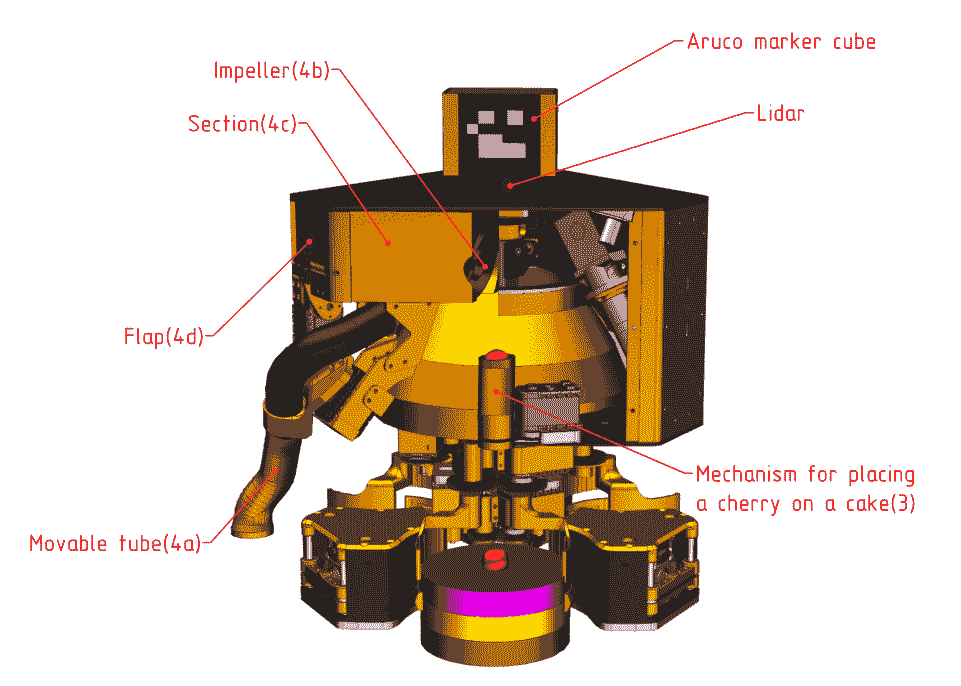 Aruco marker cube
Impeller(4b)
Lidar
Section(4c)
Flap(4d)
Mechanism for placing
a cherry on a cake(3)
Movable tube(4a)